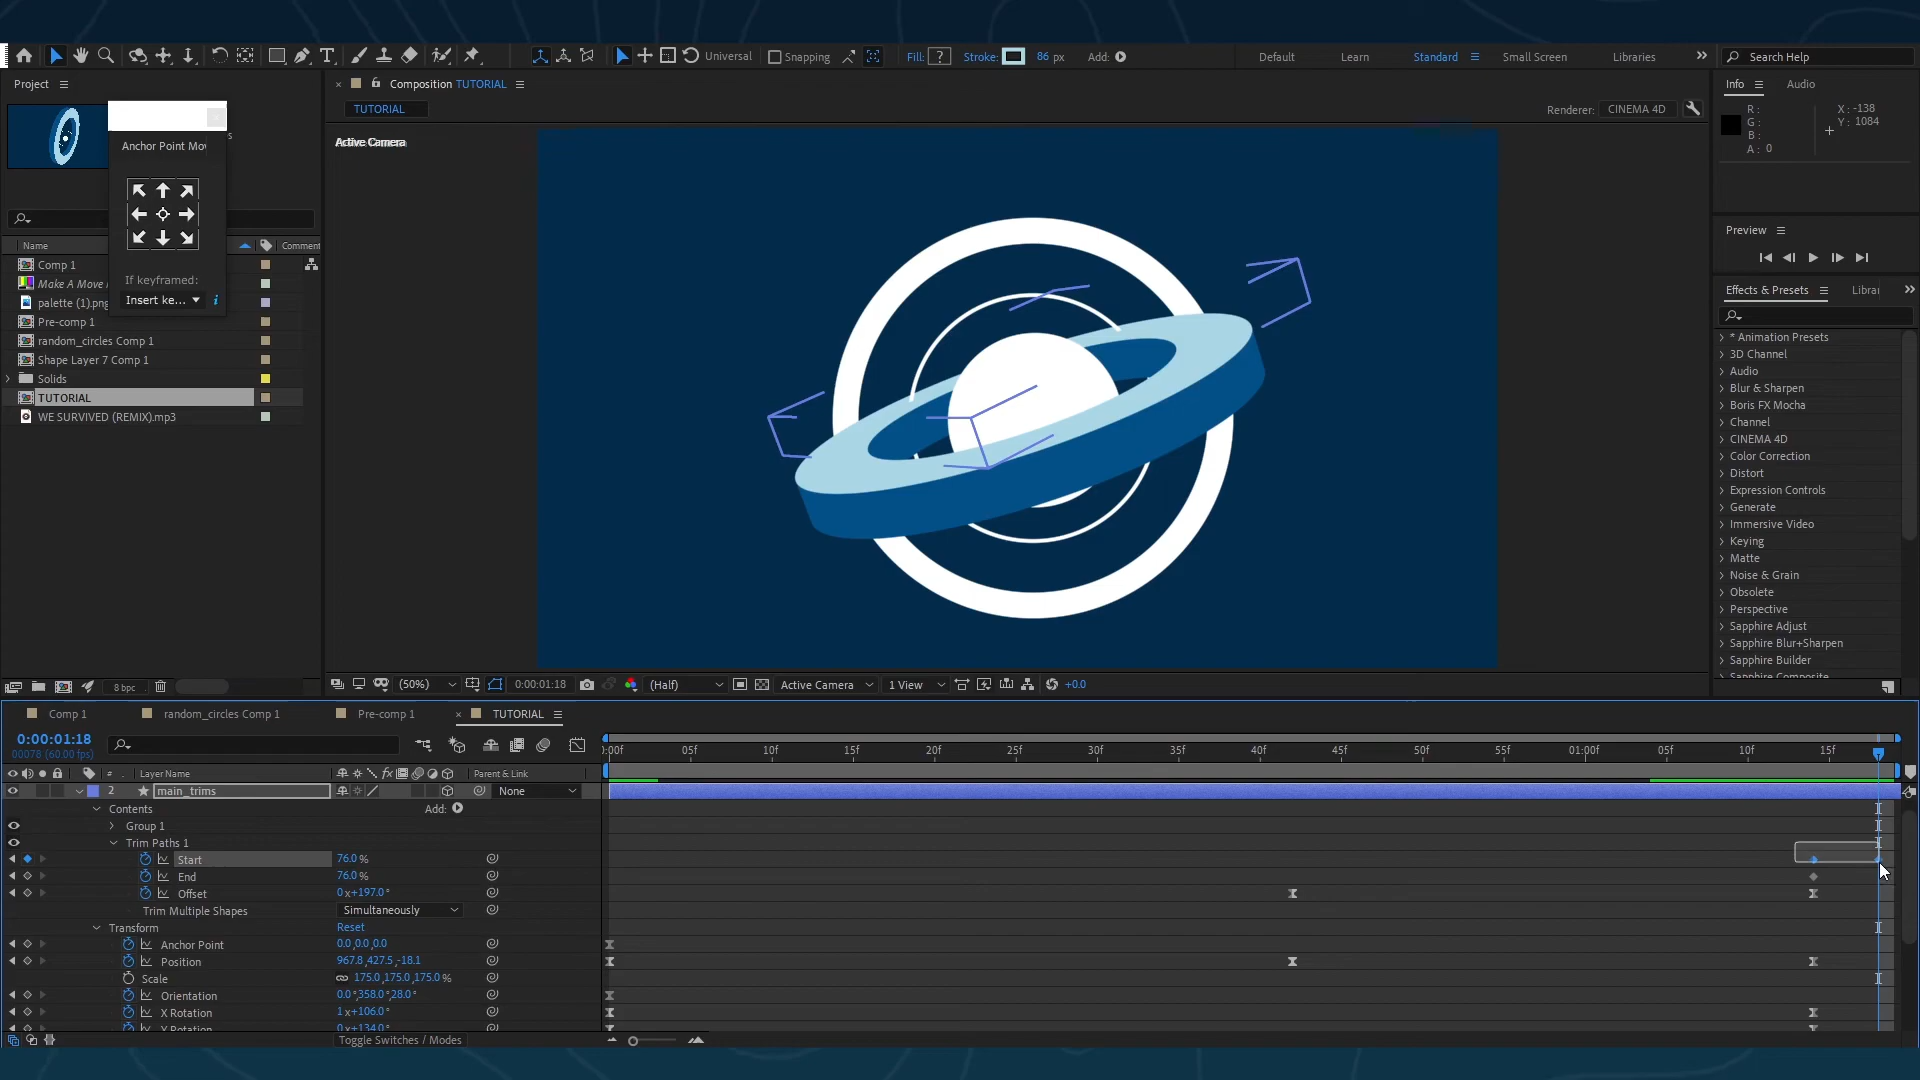 Universal
Snapping
Fill: ?
Stroke:
86 px
Add:
Default
Learn
Standard
Small Screen
Libraries
Search Help
Project
Composition TUTORIAL
Info
Audio
TUTORIAL
Renderer:
CINEMA 4D
R :
G :
B :
A : 0
X : -138
Y : 1084
Anchor Point Mov
Active Camera
s
If keyframed:
Insert ke...
i
Name
Comment
Comp 1
Make A Move
palette (1).png
Pre-comp 1
random_circles Comp 1
Shape Layer 7 Comp 1
Solids
TUTORIAL
WE SURVIVED (REMIX).mp3
Preview
Effects & Presets
Librar
* Animation Presets
3D Channel
Audio
Blur & Sharpen
Boris FX Mocha
Channel
CINEMA 4D
Color Correction
Distort
Expression Controls
Generate
Immersive Video
Keying
Matte
Noise & Grain
Obsolete
Perspective
Sapphire Adjust
Sapphire Blur+Sharpen
Sapphire Builder
Sapphire Composite
8 bpc
(50%)
0:00:01:18
(Half)
Active Camera
1 View
+0.0
Comp 1
random_circles Comp 1
Pre-comp 1
TUTORIAL
0:00:01:18
00078 (60.00 fps)
):00f
05f
10f
15f
20f
25f
30f
35f
40f
45f
50f
55f
01:00f
05f
10f
15f
#
Layer Name
fx
Parent & Link
2
main_trims
None
Contents
Add:
Group 1
Trim Paths 1
Start
76.0 %
End
76.0 %
Offset
0 x+197.0 °
Trim Multiple Shapes
Simultaneously
Transform
Reset
Anchor Point
0.0,0.0,0.0
Position
967.8,427.5,-18.1
Scale
175.0,175.0,175.0 %
Orientation
0.0 °,358.0 °,28.0 °
X Rotation
1 x+106.0 °
Y Rotation
0 x+134.0 °
Toggle Switches / Modes